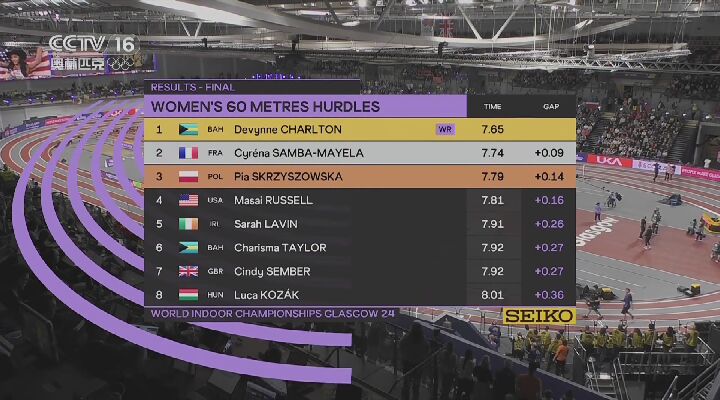 CCTV 16
奥林匹克
RESULTS - FINAL
WOMEN'S 60 METRES HURDLES TIME GAP
1 BAH Devynne CHARLTON WR 7.65
2 FRA Cyréna SAMBA-MAYELA 7.74 +0.09
3 POL Pia SKRZYSZOWSKA 7.79 +0.14
4 USA Masai RUSSELL 7.81 +0.16
5 IRL Sarah LAVIN 7.91 +0.26
6 BAH Charisma TAYLOR 7.92 +0.27
7 GBR Cindy SEMBER 7.92 +0.27
8 HUN Luca KOZÁK 8.01 +0.36
WORLD INDOOR CHAMPIONSHIPS GLASGOW 24
SEIKO
UKA
Glasgow